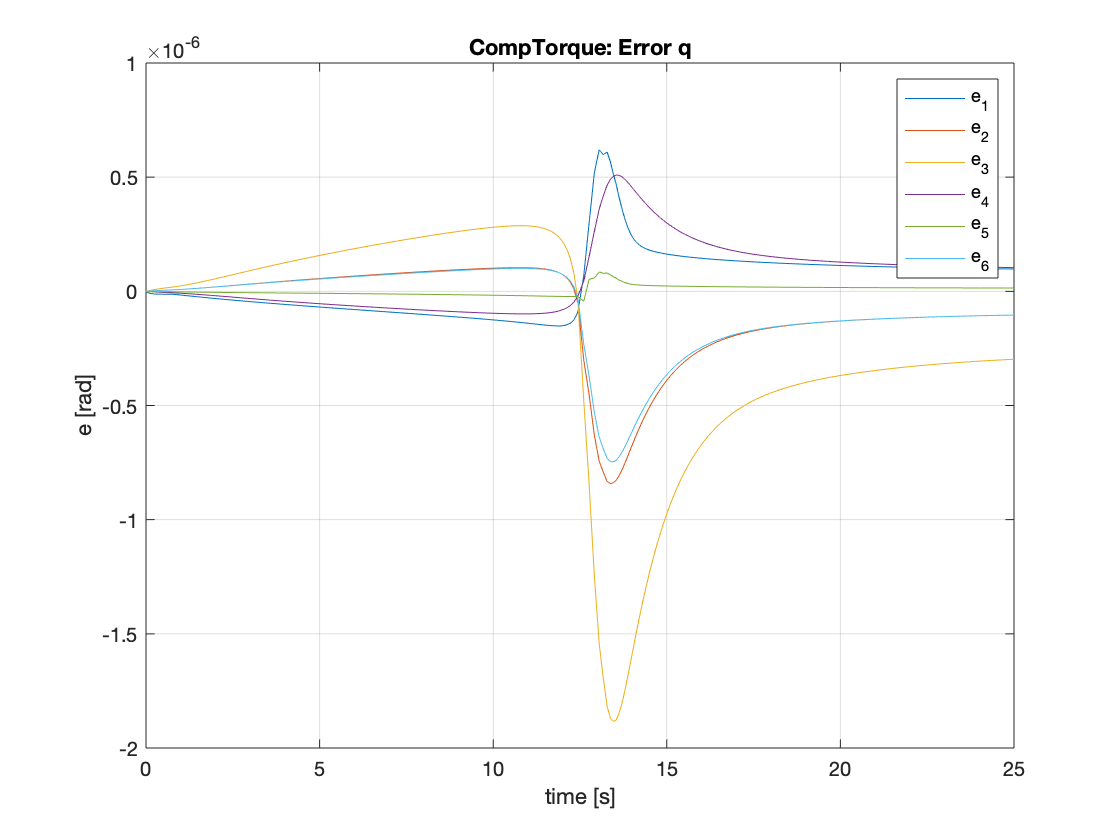 CompTorque: Error q
×10⁻⁶
1
0.5
0
-0.5
-1
-1.5
-2
e [rad]
0 5 10 15 20 25
time [s]
e₁
e₂
e₃
e₄
e₅
e₆